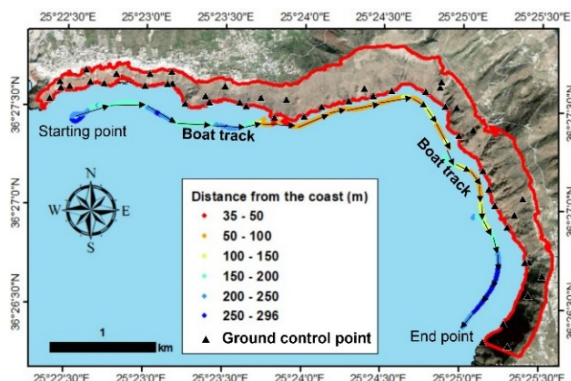 25°22'30"E 25°23'0"E 25°23'30"E 25°24'0"E 25°24'30"E 25°25'0"E 25°25'30"E
36°27'30"N
36°27'30"N
Starting point
Boat track
Boat track
36°27'0"N
36°27'0"N
N
W E
S
Distance from the coast (m)
35 - 50
50 - 100
100 - 150
150 - 200
200 - 250
250 - 296
Ground control point
36°26'30"N
36°26'30"N
End point
1
km
25°22'30"E 25°23'0"E 25°23'30"E 25°24'0"E 25°24'30"E 25°25'0"E 25°25'30"E